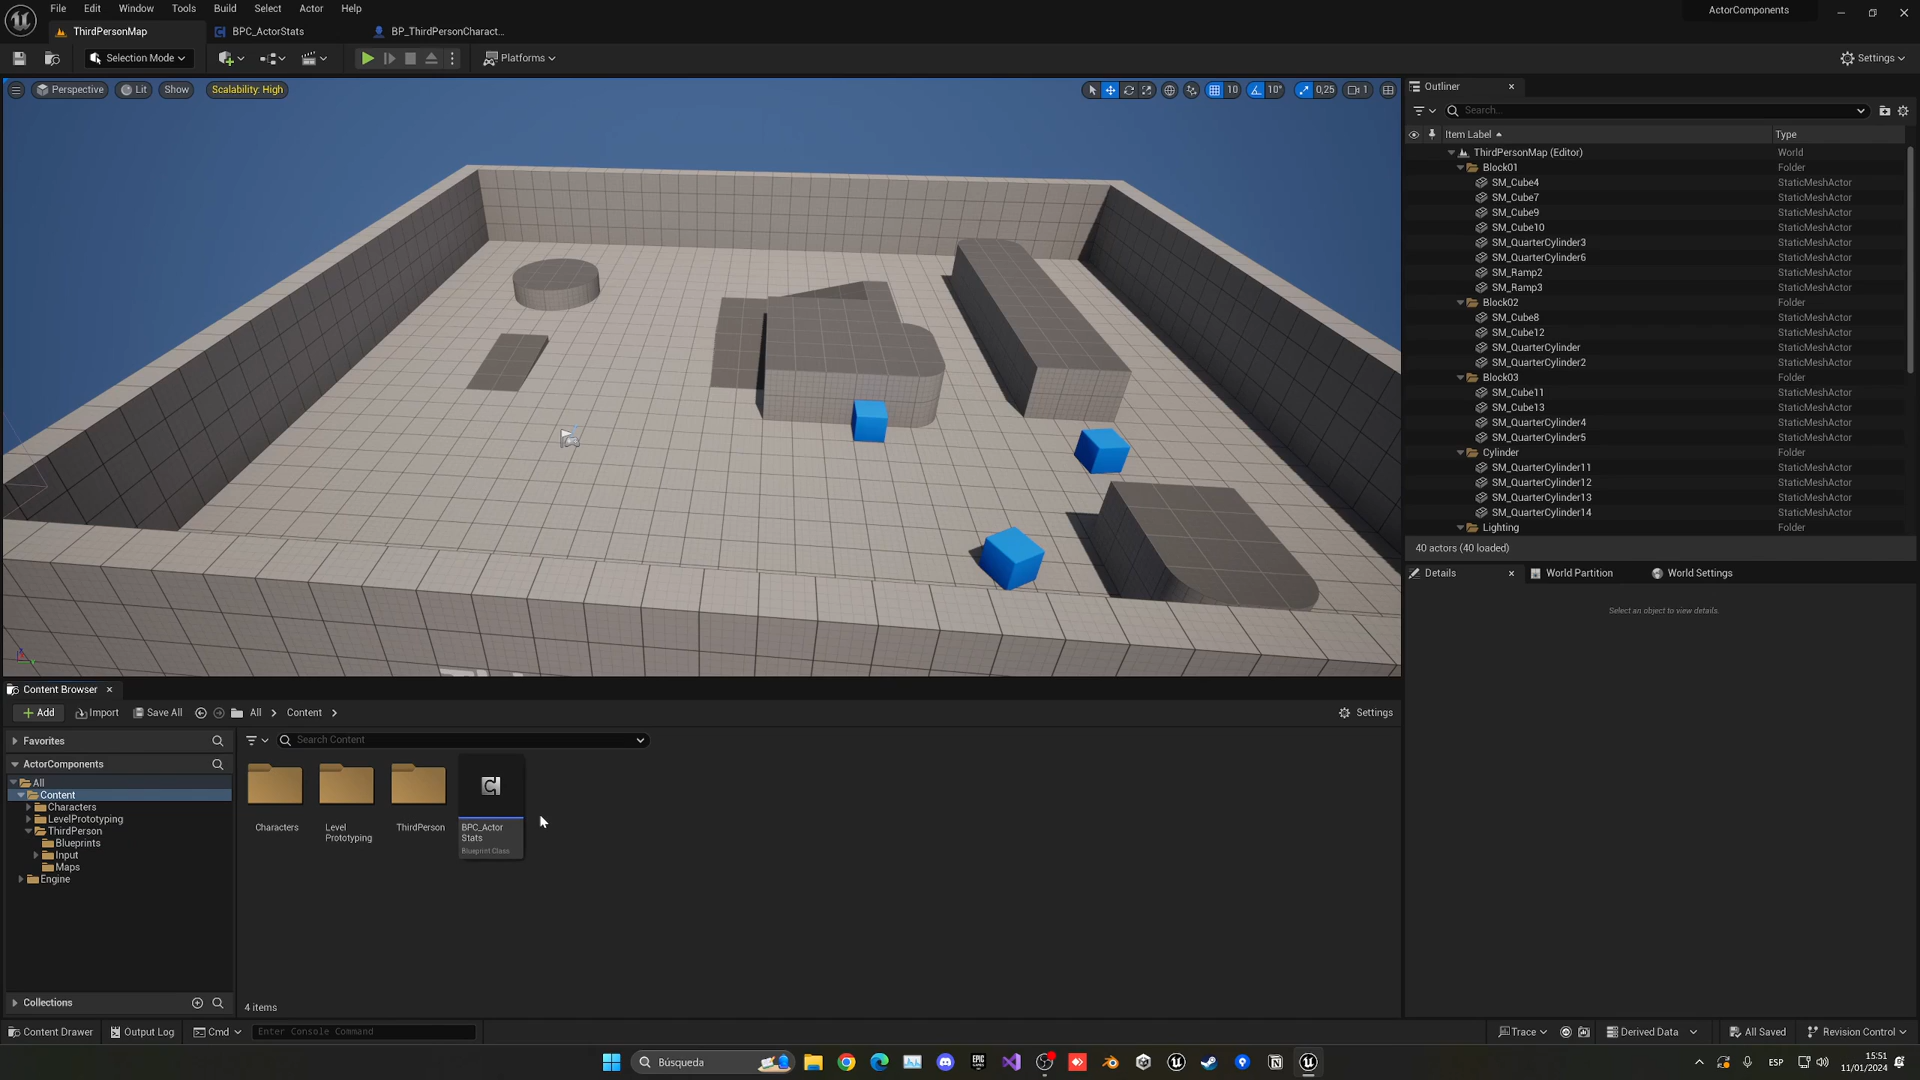 File Edit Window Tools Build Select Actor Help
ActorComponents
ThirdPersonMap BPC_ActorStats BP_ThirdPersonCharact...
Selection Mode Platforms Settings
Perspective Lit Show Scalability: High 10 10° 0,25 1
Outliner
Search...
Item Label Type
ThirdPersonMap (Editor) World
Block01 Folder
SM_Cube4 StaticMeshActor
SM_Cube7 StaticMeshActor
SM_Cube9 StaticMeshActor
SM_Cube10 StaticMeshActor
SM_QuarterCylinder3 StaticMeshActor
SM_QuarterCylinder6 StaticMeshActor
SM_Ramp2 StaticMeshActor
SM_Ramp3 StaticMeshActor
Block02 Folder
SM_Cube8 StaticMeshActor
SM_Cube12 StaticMeshActor
SM_QuarterCylinder StaticMeshActor
SM_QuarterCylinder2 StaticMeshActor
Block03 Folder
SM_Cube11 StaticMeshActor
SM_Cube13 StaticMeshActor
SM_QuarterCylinder4 StaticMeshActor
SM_QuarterCylinder5 StaticMeshActor
Cylinder Folder
SM_QuarterCylinder11 StaticMeshActor
SM_QuarterCylinder12 StaticMeshActor
SM_QuarterCylinder13 StaticMeshActor
SM_QuarterCylinder14 StaticMeshActor
Lighting Folder
40 actors (40 loaded)
Details World Partition World Settings
Select an object to view details.
Content Browser
Add Import Save All All Content Settings
Favorites
Search Content
ActorComponents
All
Content
Characters
LevelPrototyping
ThirdPerson
Blueprints
Input
Maps
Engine
Characters
Level
Prototyping
ThirdPerson
BPC_Actor
Stats
Blueprint Class
Collections
4 items
Content Drawer Output Log Cmd Enter Console Command Trace Derived Data All Saved Revision Control
Búsqueda
ESP
15:51
11/01/2024